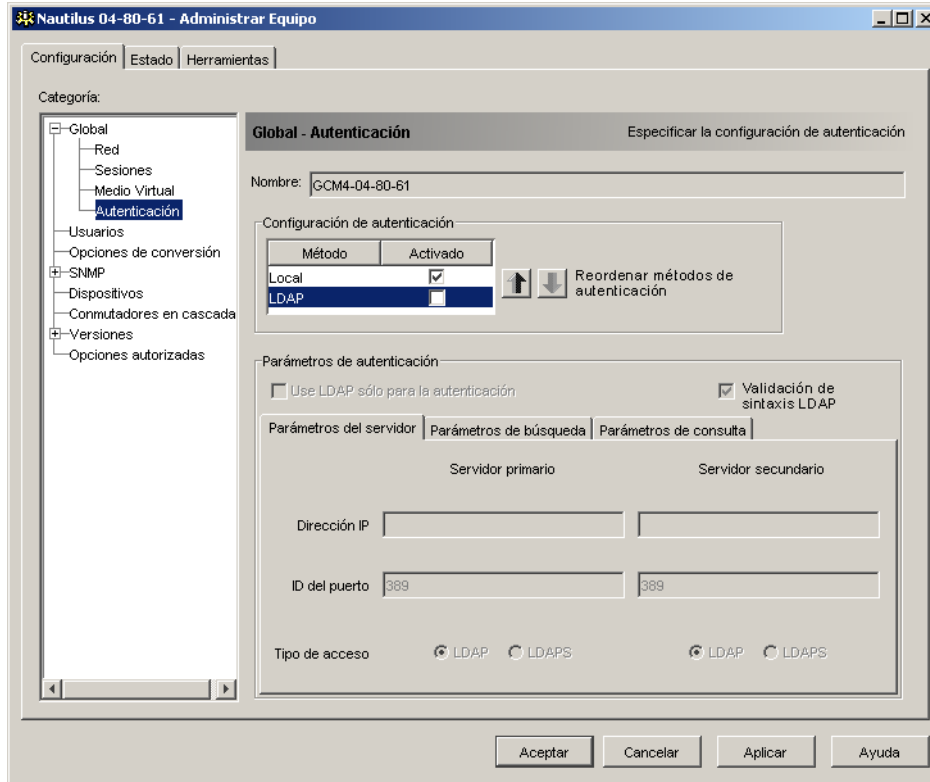 Nautilus 04-80-61 - Administrar Equipo
Configuración Estado Herramientas
Categoría:
Global
Red
Sesiones
Medio Virtual
Autenticación
Usuarios
Opciones de conversión
SNMP
Dispositivos
Conmutadores en cascada
Versiones
Opciones autorizadas
Global - Autenticación Especificar la configuración de autenticación
Nombre: GCM4-04-80-61
Configuración de autenticación
Método Activado
Local
LDAP
Reordenar métodos de
autenticación
Parámetros de autenticación
Use LDAP sólo para la autenticación
Validación de
sintaxis LDAP
Parámetros del servidor Parámetros de búsqueda Parámetros de consulta
Servidor primario Servidor secundario
Dirección IP
ID del puerto 389 389
Tipo de acceso LDAP LDAPS LDAP LDAPS
Aceptar Cancelar Aplicar Ayuda